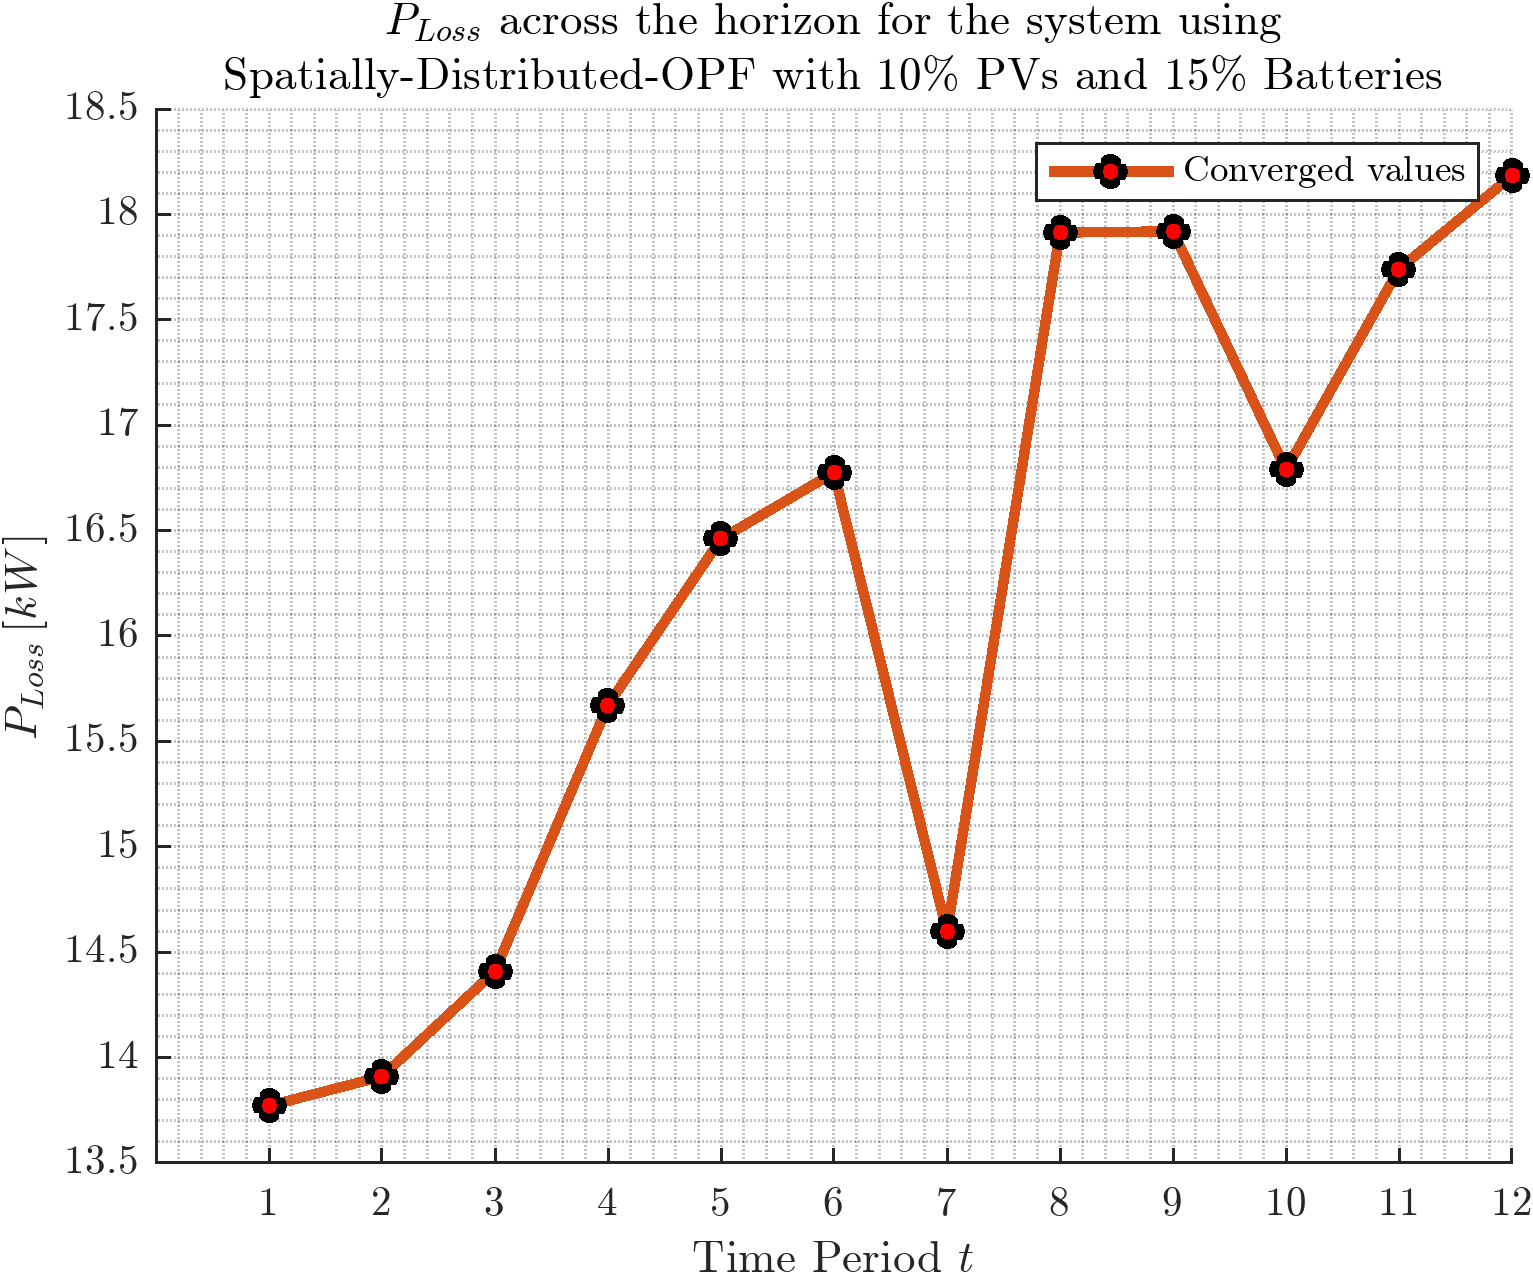 P_Loss across the horizon for the system using
Spatially-Distributed-OPF with 10% PVs and 15% Batteries
Converged values
18.5
18
17.5
17
16.5
16
15.5
15
14.5
14
13.5
P_Loss [kW]
1 2 3 4 5 6 7 8 9 10 11 12
Time Period t